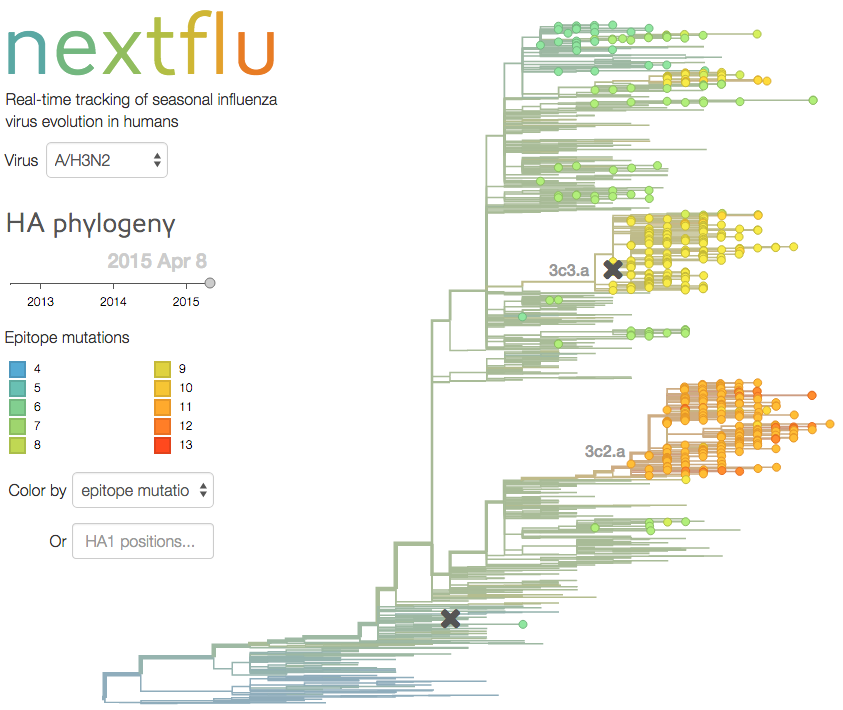 nextflu
Real-time tracking of seasonal influenza
virus evolution in humans
Virus A/H3N2
HA phylogeny
2015 Apr 8
2013 2014 2015
Epitope mutations
4 9
5 10
6 11
7 12
8 13
Color by epitope mutatio
Or HA1 positions...
3c3.a
3c2.a